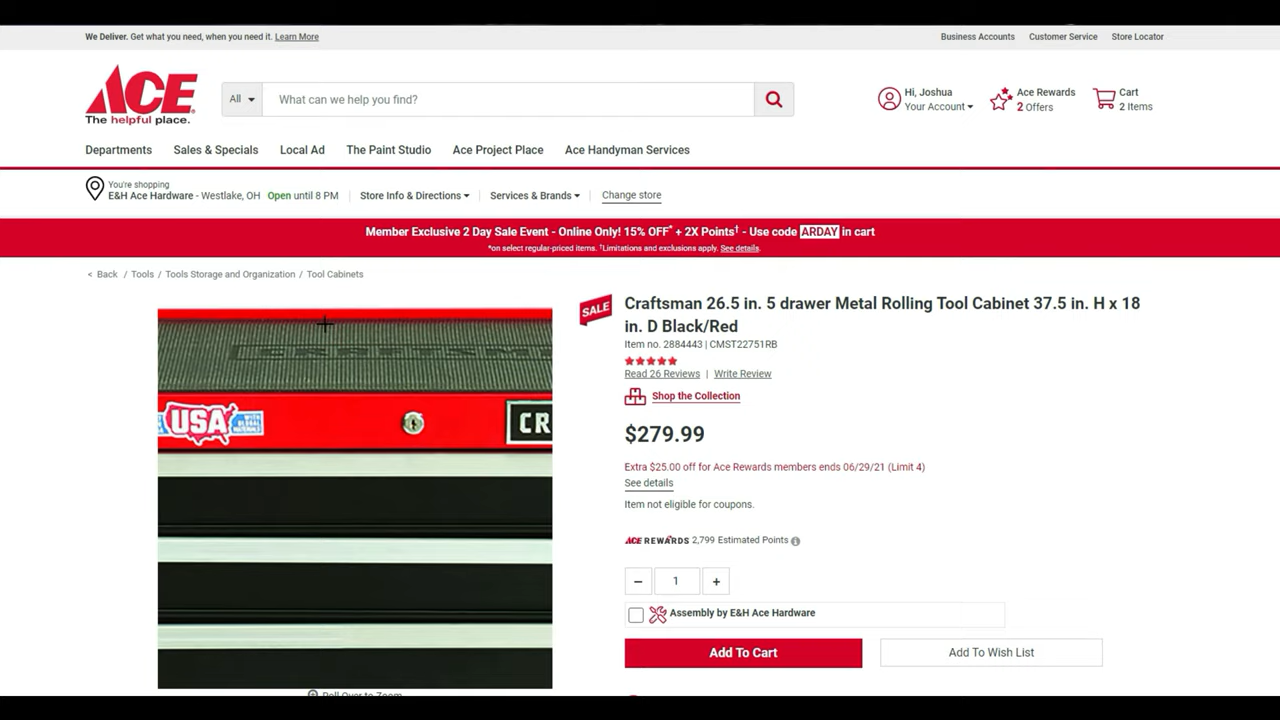 We Deliver. Get what you need, when you need it. Learn More
Business Accounts Customer Service Store Locator
ACE
The helpful place.
All What can we help you find?
Hi, Joshua
Your Account
Ace Rewards
2 Offers
Cart
2 Items
Departments Sales & Specials Local Ad The Paint Studio Ace Project Place Ace Handyman Services
You're shopping
E&H Ace Hardware - Westlake, OH Open until 8 PM Store Info & Directions Services & Brands Change store
Member Exclusive 2 Day Sale Event - Online Only! 15% OFF* + 2X Points† - Use code ARDAY in cart
*on select regular-priced items. †Limitations and exclusions apply. See details.
< Back / Tools / Tools Storage and Organization / Tool Cabinets
CRAFTSM
USA
WITH
GLOBAL
MATERIALS
CR
SALE
Craftsman 26.5 in. 5 drawer Metal Rolling Tool Cabinet 37.5 in. H x 18
in. D Black/Red
Item no. 2884443 | CMST22751RB
Read 26 Reviews | Write Review
Shop the Collection
$279.99
Extra $25.00 off for Ace Rewards members ends 06/29/21 (Limit 4)
See details
Item not eligible for coupons.
ACE REWARDS 2,799 Estimated Points
− 1 +
Assembly by E&H Ace Hardware
Add To Cart Add To Wish List
Roll Over to Zoom